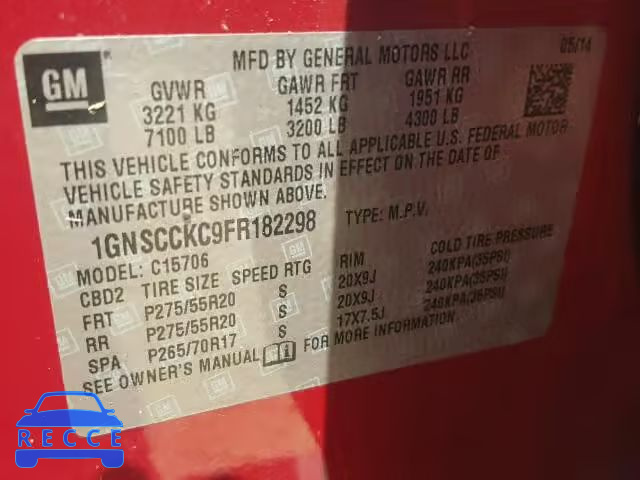 GM
MFD BY GENERAL MOTORS LLC 05/14
GVWR GAWR FRT GAWR RR
3221 KG 1452 KG 1951 KG
7100 LB 3200 LB 4300 LB
THIS VEHICLE CONFORMS TO ALL APPLICABLE U.S. FEDERAL MOTOR
VEHICLE SAFETY STANDARDS IN EFFECT ON THE DATE OF
MANUFACTURE SHOWN ABOVE.
1GNSCCKC9FR182298 TYPE: M.P.V.
MODEL: C15706
CBD2 TIRE SIZE SPEED RTG RIM COLD TIRE PRESSURE
FRT P275/55R20 S 20X9J 240KPA(35PSI)
RR P275/55R20 S 20X9J 240KPA(35PSI)
SPA P265/70R17 S 17X7.5J 240KPA(35PSI)
SEE OWNER'S MANUAL FOR MORE INFORMATION.
RECCE